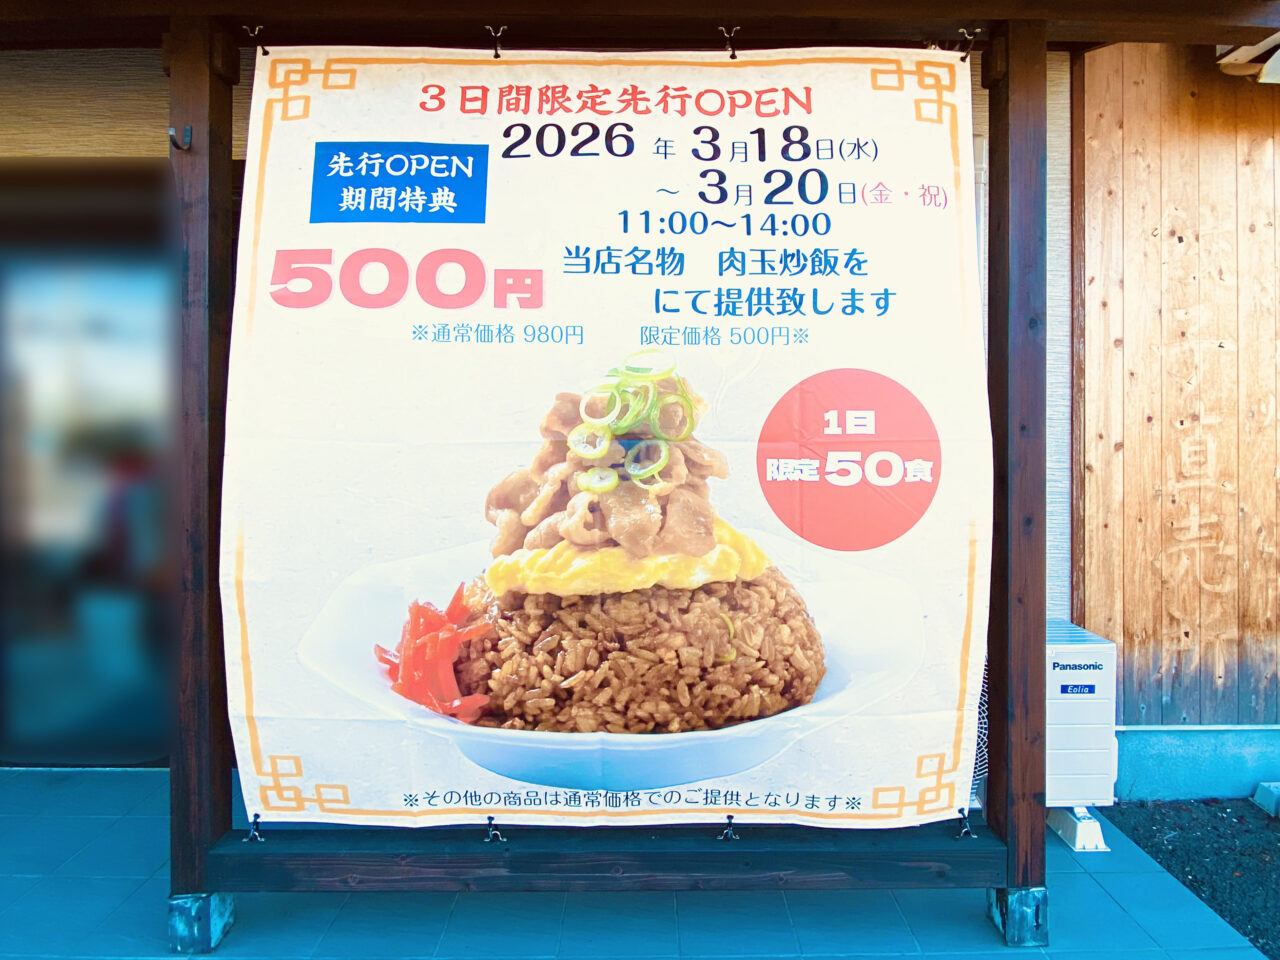 3日間限定先行OPEN
先行OPEN
期間特典
2026年 3月18日(水)
～ 3月20日(金・祝)
11:00～14:00
500円
当店名物 肉玉炒飯を
にて提供致します
※通常価格 980円 限定価格 500円※
1日
限定50食
※その他の商品は通常価格でのご提供となります※
Panasonic
Eolia
直売